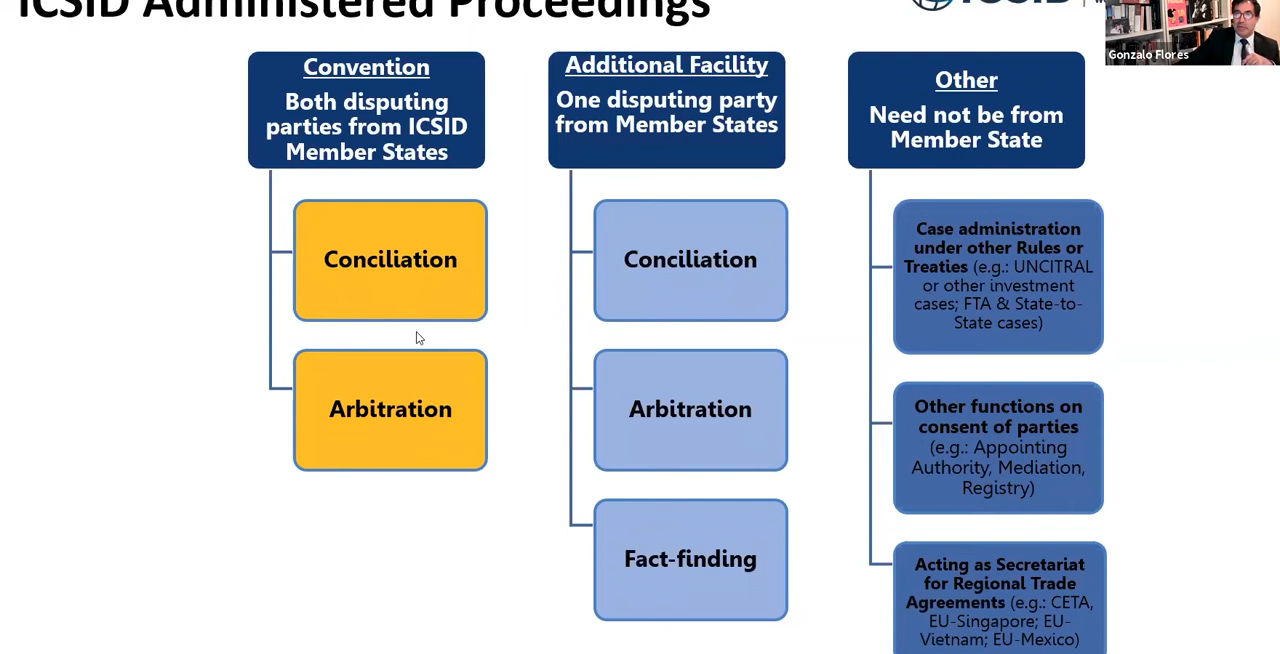 ICSID Administered Proceedings
ICSID
Gonzalo Flores
Convention
Both disputing
parties from ICSID
Member States
Conciliation
Arbitration
Additional Facility
One disputing party
from Member States
Conciliation
Arbitration
Fact-finding
Other
Need not be from
Member State
Case administration
under other Rules or
Treaties (e.g.: UNCITRAL
or other investment
cases; FTA & State-to-
State cases)
Other functions on
consent of parties
(e.g.: Appointing
Authority, Mediation,
Registry)
Acting as Secretariat
for Regional Trade
Agreements (e.g.: CETA,
EU-Singapore; EU-
Vietnam; EU-Mexico)